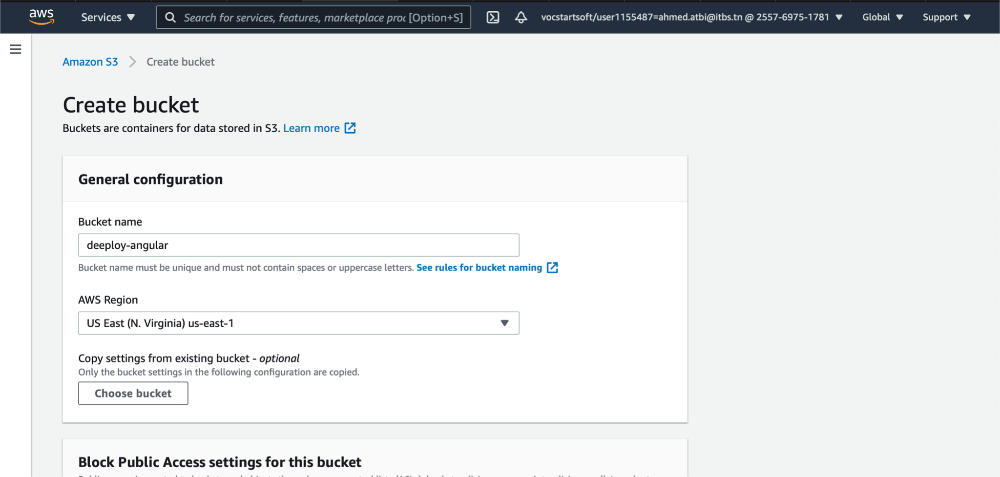 aws
Services
Search for services, features, marketplace proc [Option+S]
vocstartsoft/user1155487=ahmed.atbi@itbs.tn @ 2557-6975-1781
Global
Support
Amazon S3
Create bucket
Create bucket
Buckets are containers for data stored in S3. Learn more
General configuration
Bucket name
deeploy-angular
Bucket name must be unique and must not contain spaces or uppercase letters. See rules for bucket naming
AWS Region
US East (N. Virginia) us-east-1
Copy settings from existing bucket - optional
Only the bucket settings in the following configuration are copied.
Choose bucket
Block Public Access settings for this bucket